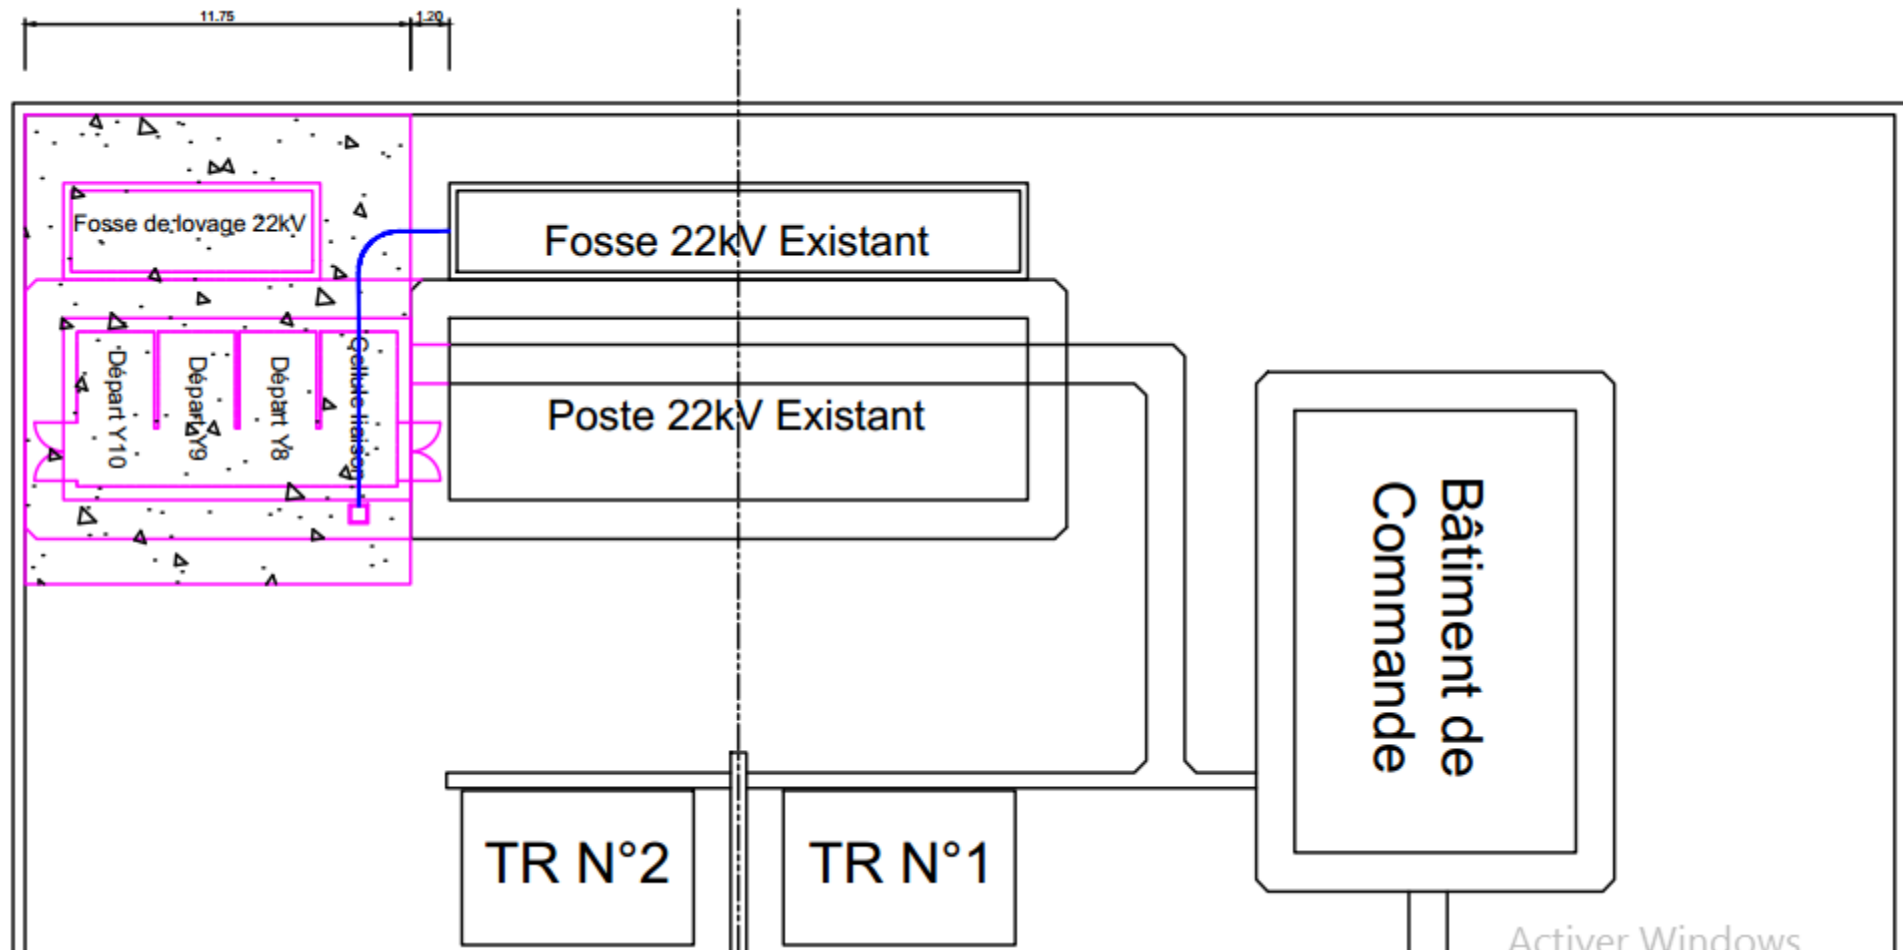 11.75
1.20
Fosse de lovage 22kV
Fosse 22kV Existant
Départ Y10
Départ Y9
Départ Y8
Cellule liaison
Poste 22kV Existant
Bâtiment de
Commande
TR N°2
TR N°1
Activer Windows